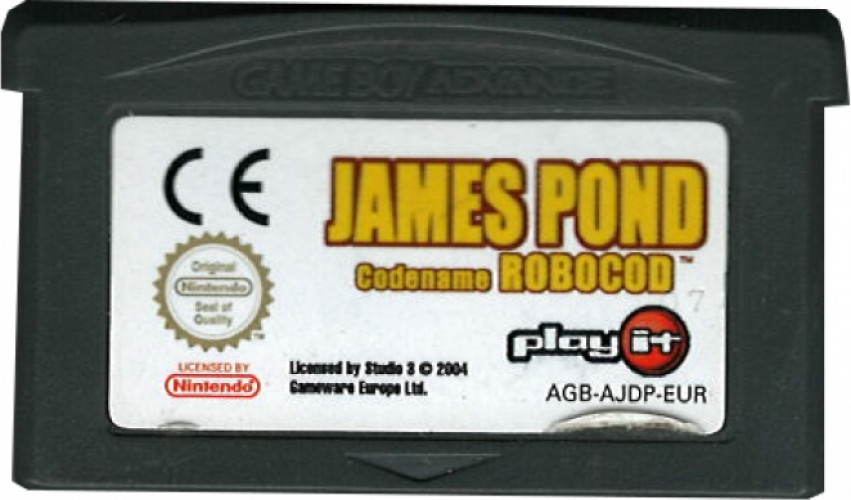 GAME BOY ADVANCE
CE
JAMES POND
Codename ROBOCOD™
Original
Nintendo
Seal of
Quality
™
play it
LICENSED BY
Nintendo
Licensed by Studio 3 © 2004
Gameware Europe Ltd.
AGB-AJDP-EUR